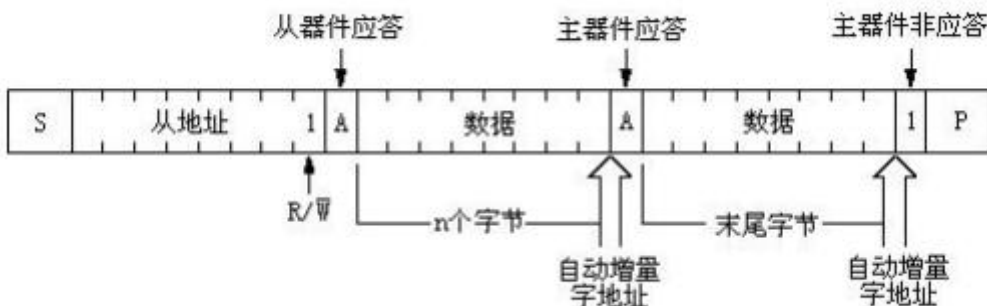 从器件应答 主器件应答 主器件非应答
S 从地址 1 A 数据 A 数据 1 P
R/W̅
n个字节 末尾字节
自动增量 自动增量
字地址 字地址